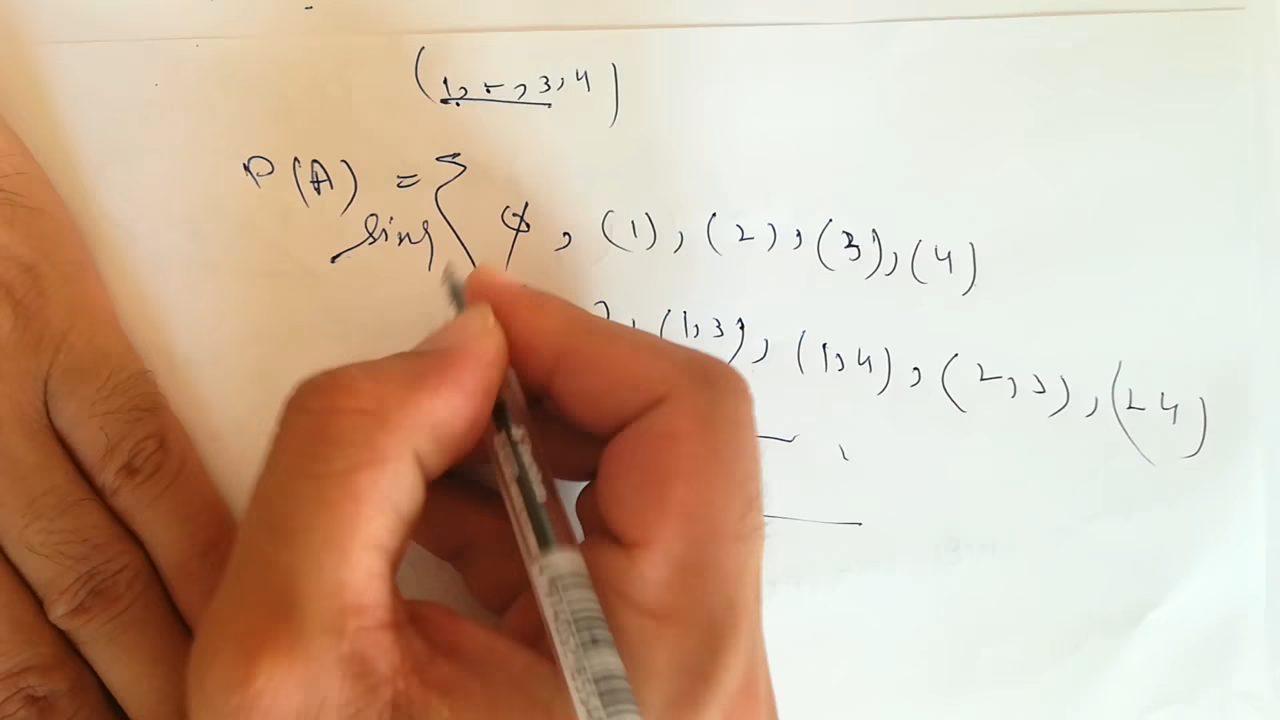 (1, 2, 3, 4)
P(A) = {
sing φ, (1), (2), (3), (4)
), (1, 3), (1, 4), (2, 3), (2 4)